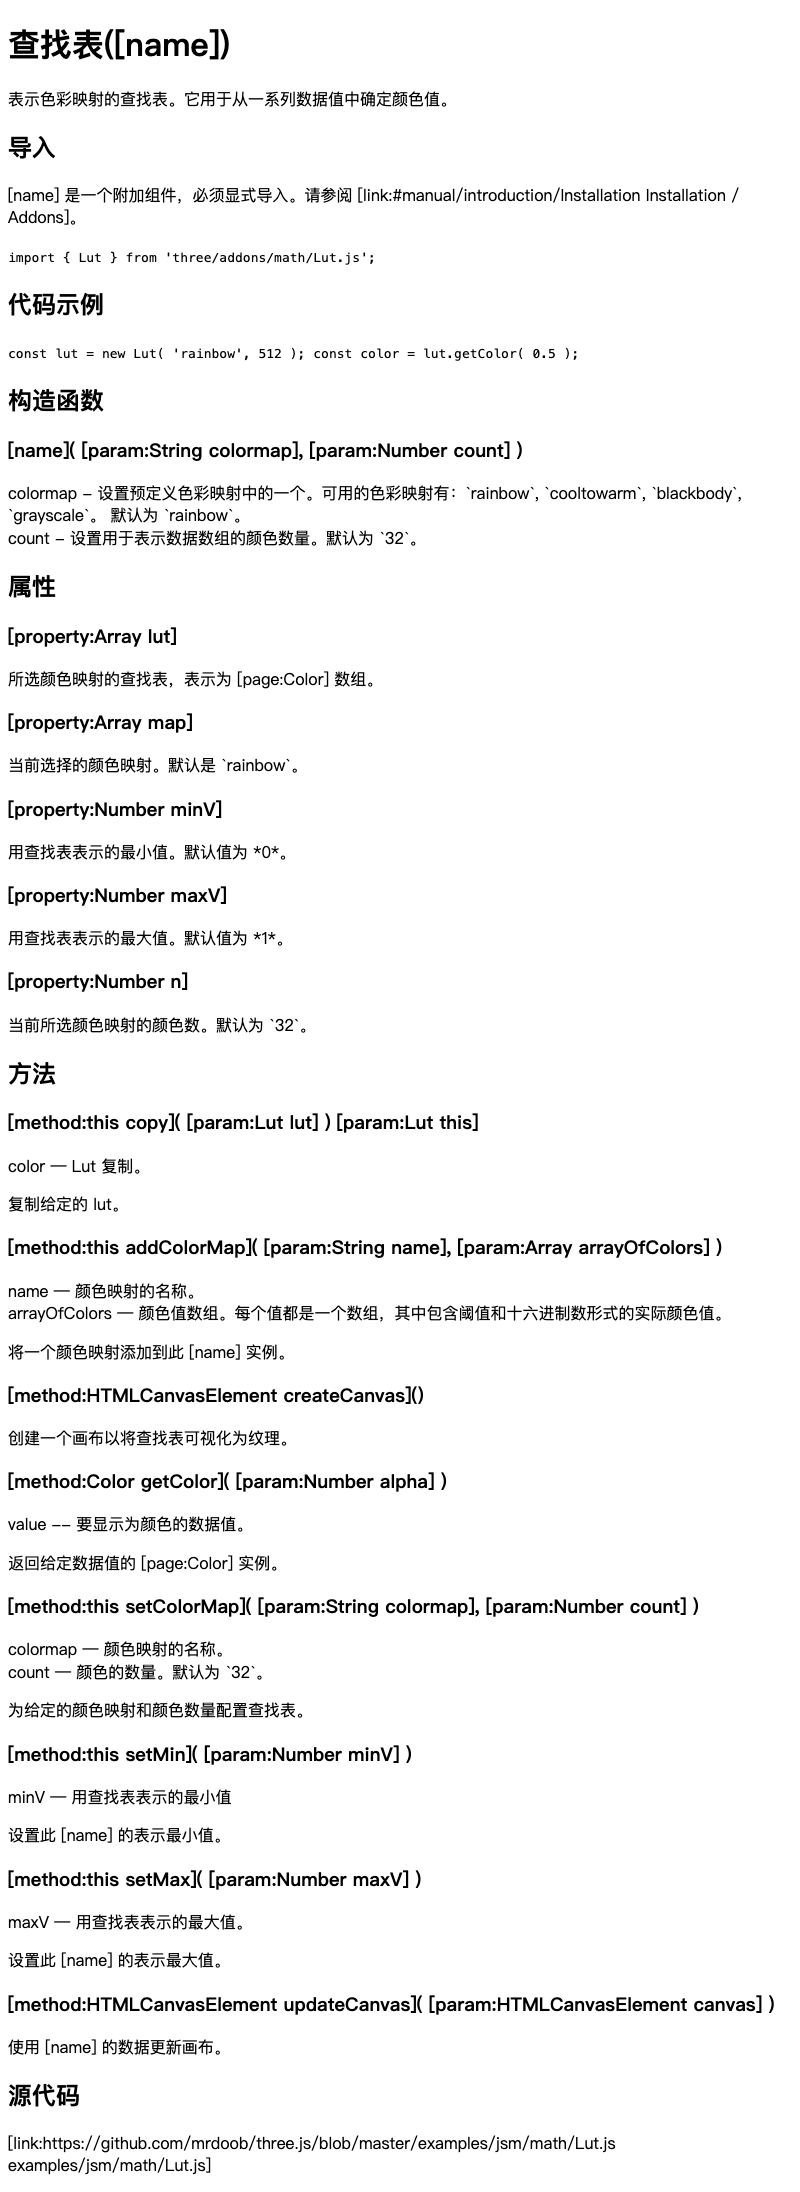 查找表([name])
表示色彩映射的查找表。它用于从一系列数据值中确定颜色值。
导入
[name] 是一个附加组件，必须显式导入。请参阅 [link:#manual/introduction/Installation Installation /
Addons]。
import { Lut } from 'three/addons/math/Lut.js';
代码示例
const lut = new Lut( 'rainbow', 512 ); const color = lut.getColor( 0.5 );
构造函数
[name]( [param:String colormap], [param:Number count] )
colormap - 设置预定义色彩映射中的一个。可用的色彩映射有：`rainbow`, `cooltowarm`, `blackbody`,
`grayscale`。 默认为 `rainbow`。
count - 设置用于表示数据数组的颜色数量。默认为 `32`。
属性
[property:Array lut]
所选颜色映射的查找表，表示为 [page:Color] 数组。
[property:Array map]
当前选择的颜色映射。默认是 `rainbow`。
[property:Number minV]
用查找表表示的最小值。默认值为 *0*。
[property:Number maxV]
用查找表表示的最大值。默认值为 *1*。
[property:Number n]
当前所选颜色映射的颜色数。默认为 `32`。
方法
[method:this copy]( [param:Lut lut] ) [param:Lut this]
color — Lut 复制。
复制给定的 lut。
[method:this addColorMap]( [param:String name], [param:Array arrayOfColors] )
name — 颜色映射的名称。
arrayOfColors — 颜色值数组。每个值都是一个数组，其中包含阈值和十六进制数形式的实际颜色值。
将一个颜色映射添加到此 [name] 实例。
[method:HTMLCanvasElement createCanvas]()
创建一个画布以将查找表可视化为纹理。
[method:Color getColor]( [param:Number alpha] )
value -- 要显示为颜色的数据值。
返回给定数据值的 [page:Color] 实例。
[method:this setColorMap]( [param:String colormap], [param:Number count] )
colormap — 颜色映射的名称。
count — 颜色的数量。默认为 `32`。
为给定的颜色映射和颜色数量配置查找表。
[method:this setMin]( [param:Number minV] )
minV — 用查找表表示的最小值
设置此 [name] 的表示最小值。
[method:this setMax]( [param:Number maxV] )
maxV — 用查找表表示的最大值。
设置此 [name] 的表示最大值。
[method:HTMLCanvasElement updateCanvas]( [param:HTMLCanvasElement canvas] )
使用 [name] 的数据更新画布。
源代码
[link:https://github.com/mrdoob/three.js/blob/master/examples/jsm/math/Lut.js
examples/jsm/math/Lut.js]